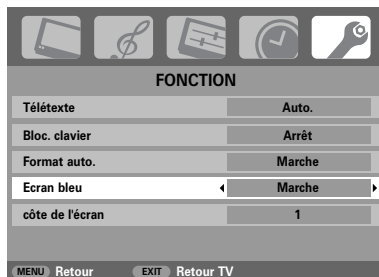 FONCTION
Télétexte Auto.
Bloc. clavier Arrêt
Format auto. Marche
Ecran bleu Marche
côte de l'écran 1
MENU Retour EXIT Retour TV